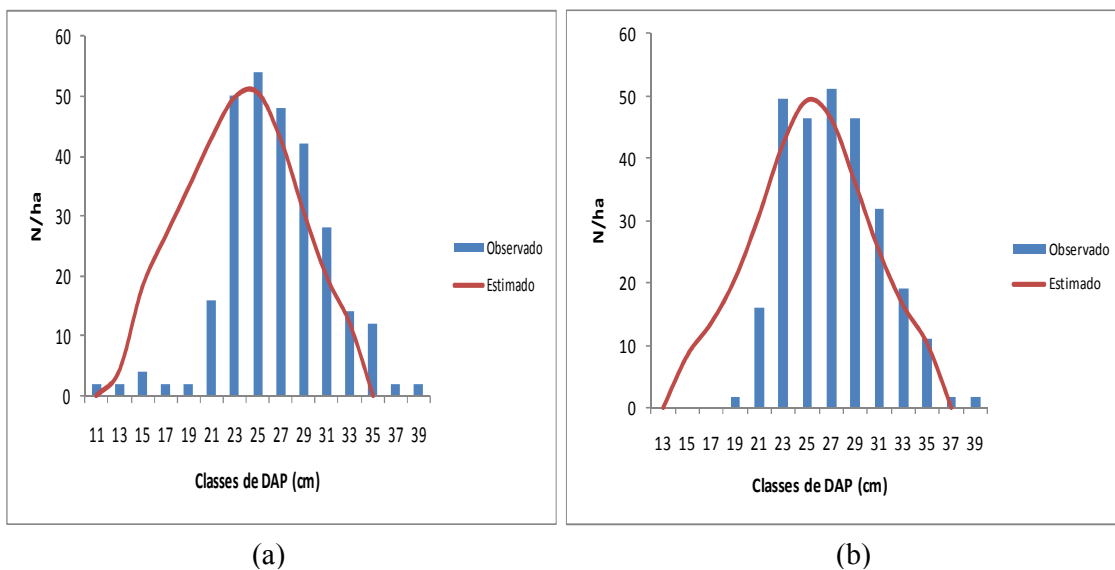 60
50
40
30
20
10
0
N/ha
11 13 15 17 19 21 23 25 27 29 31 33 35 37 39
Classes de DAP (cm)
Observado
Estimado
(a)
60
50
40
30
20
10
0
N/ha
13 15 17 19 21 23 25 27 29 31 33 35 37 39
Classes de DAP (cm)
Observado
Estimado
(b)